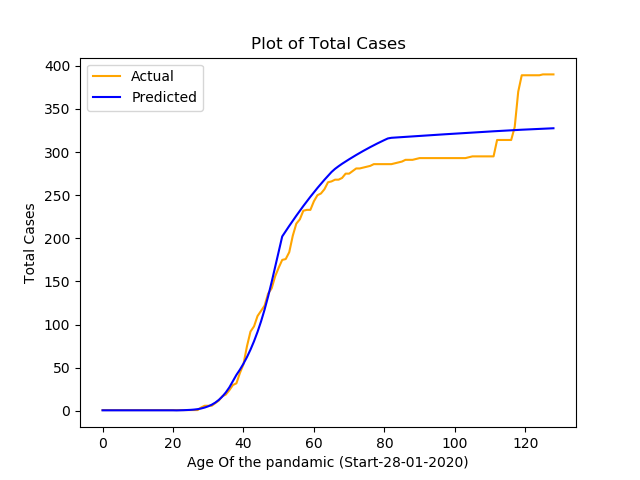 Plot of Total Cases
Actual
Predicted
Total Cases
400
350
300
250
200
150
100
50
0
0 20 40 60 80 100 120
Age Of the pandamic (Start-28-01-2020)